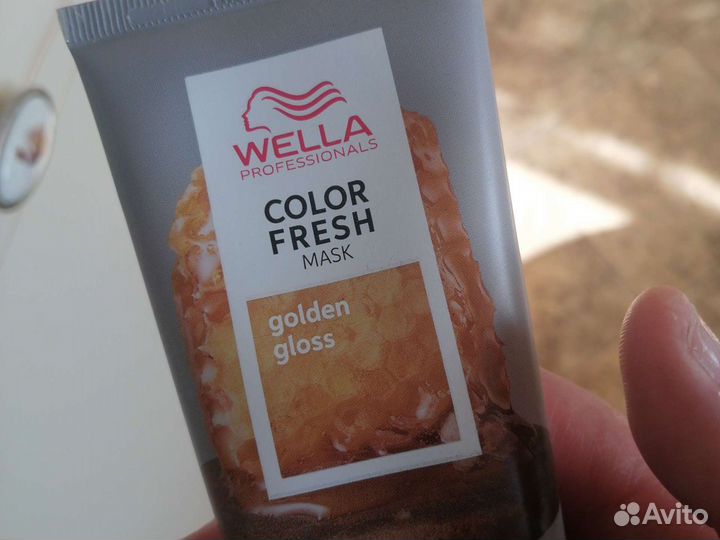 WELLA
PROFESSIONALS
COLOR
FRESH
MASK
golden
gloss
Avito